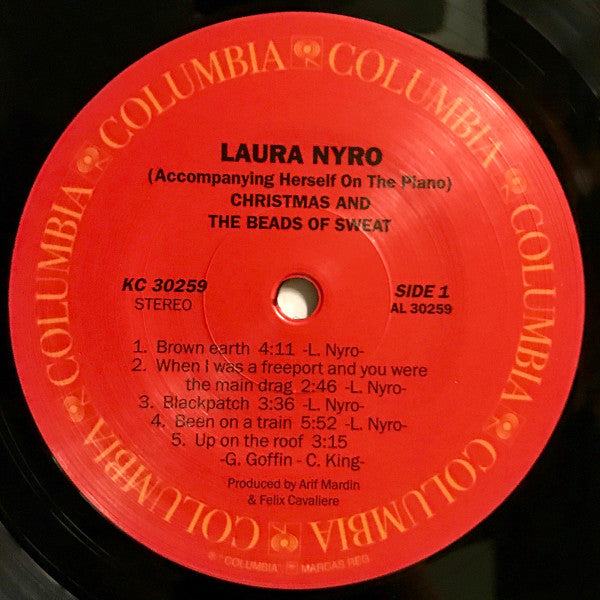 COLUMBIA COLUMBIA COLUMBIA COLUMBIA COLUMBIA COLUMBIA
LAURA NYRO
(Accompanying Herself On The Piano)
CHRISTMAS AND
THE BEADS OF SWEAT
KC 30259
STEREO
SIDE 1
AL 30259
1. Brown earth 4:11 -L. Nyro-
2. When I was a freeport and you were
the main drag 2:46 -L. Nyro-
3. Blackpatch 3:36 -L. Nyro-
4. Been on a train 5:52 -L. Nyro-
5. Up on the roof 3:15
-G. Goffin - C. King-
Produced by Arif Mardin
& Felix Cavaliere
® "COLUMBIA" MARCAS REG.